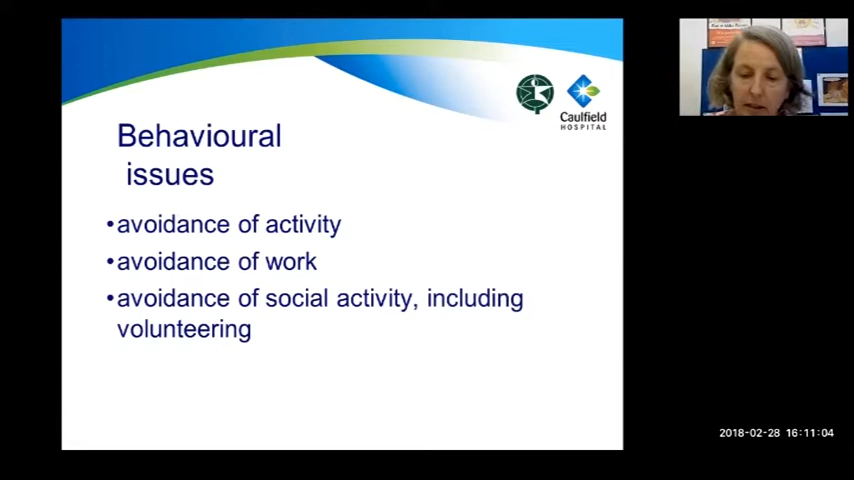 Caulfield
HOSPITAL
Behavioural
issues
•avoidance of activity
•avoidance of work
•avoidance of social activity, including
volunteering
2018-02-28 16:11:04